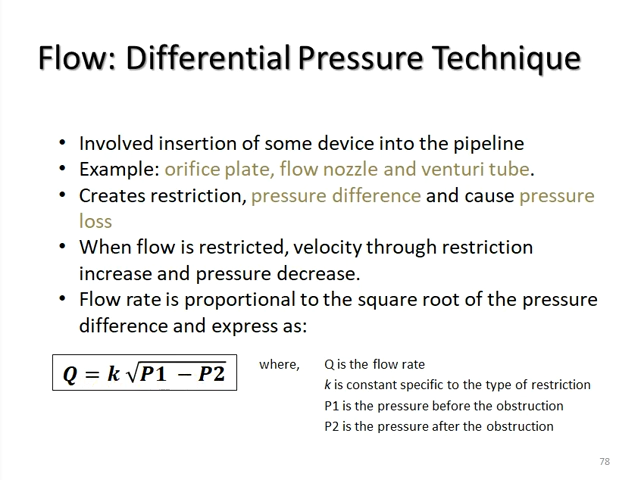 Flow: Differential Pressure Technique
• Involved insertion of some device into the pipeline
• Example: orifice plate, flow nozzle and venturi tube.
• Creates restriction, pressure difference and cause pressure
loss
• When flow is restricted, velocity through restriction
increase and pressure decrease.
• Flow rate is proportional to the square root of the pressure
difference and express as:
Q = k √P1 − P2
where, Q is the flow rate
k is constant specific to the type of restriction
P1 is the pressure before the obstruction
P2 is the pressure after the obstruction
78